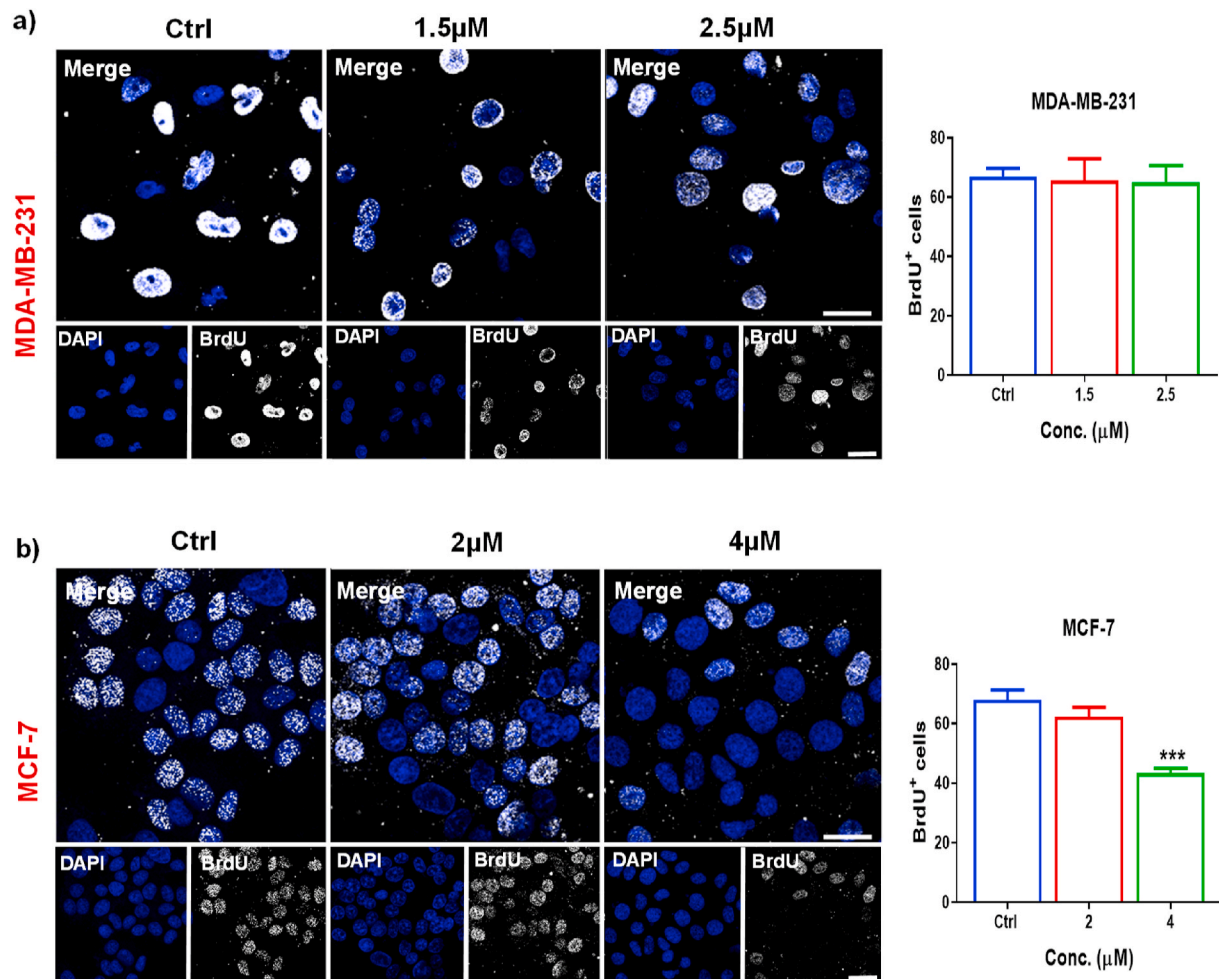 a)
Ctrl
1.5µM
2.5µM
MDA-MB-231
Merge
Merge
Merge
DAPI
BrdU
DAPI
BrdU
DAPI
BrdU
MDA-MB-231
BrdU+ cells
80
60
40
20
0
Ctrl
1.5
2.5
Conc. (µM)
b)
Ctrl
2µM
4µM
MCF-7
Merge
Merge
Merge
DAPI
BrdU
DAPI
BrdU
DAPI
BrdU
MCF-7
BrdU+ cells
80
60
40
20
0
***
Ctrl
2
4
Conc. (µM)